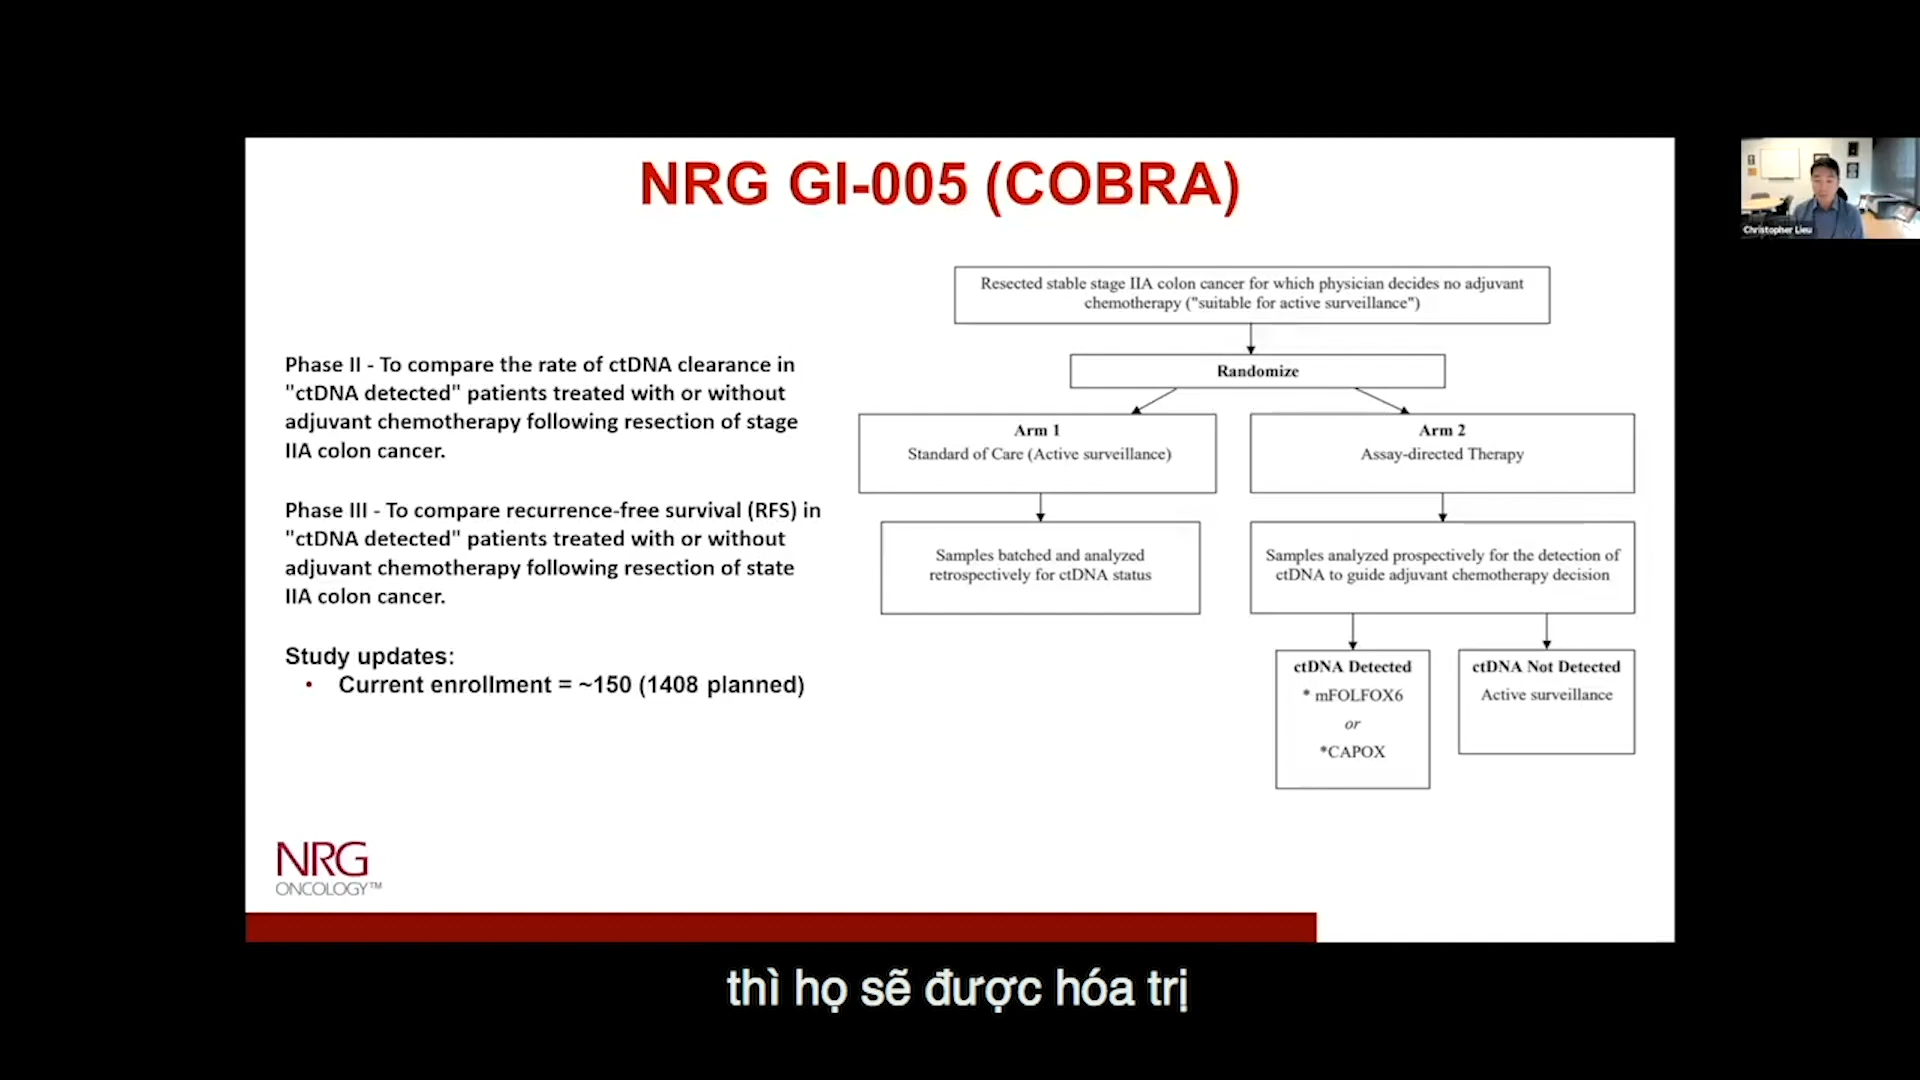 NRG GI-005 (COBRA)
Christopher Lieu
Phase II - To compare the rate of ctDNA clearance in
"ctDNA detected" patients treated with or without
adjuvant chemotherapy following resection of stage
IIA colon cancer.
Phase III - To compare recurrence-free survival (RFS) in
"ctDNA detected" patients treated with or without
adjuvant chemotherapy following resection of state
IIA colon cancer.
Study updates:
• Current enrollment = ~150 (1408 planned)
Resected stable stage IIA colon cancer for which physician decides no adjuvant
chemotherapy ("suitable for active surveillance")
Randomize
Arm 1
Standard of Care (Active surveillance)
Arm 2
Assay-directed Therapy
Samples batched and analyzed
retrospectively for ctDNA status
Samples analyzed prospectively for the detection of
ctDNA to guide adjuvant chemotherapy decision
ctDNA Detected
* mFOLFOX6
or
*CAPOX
ctDNA Not Detected
Active surveillance
NRG
ONCOLOGY™
thì họ sẽ được hóa trị